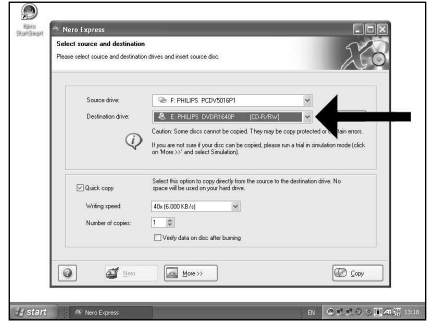 Nero
StartSmart
Nero Express
Select source and destination
Please select source and destination drives and insert source disc.
Source drive:
F: PHILIPS PCDV5016P1
Destination drive:
E: PHILIPS DVDR1640P [CD-R/RW]
Caution: Some discs cannot be copied. They may be copy protected or contain errors.
If you are not sure if your disc can be copied, please run a trial in simulation mode (click
on 'More >>' and select Simulation).
Quick copy
Select this option to copy directly from the source to the destination drive. No
space will be used on your hard drive.
Writing speed:
40x (6.000 KB/s)
Number of copies:
1
Verify data on disc after burning
Nero
More >>
Copy
start
Nero Express
EN
15:18